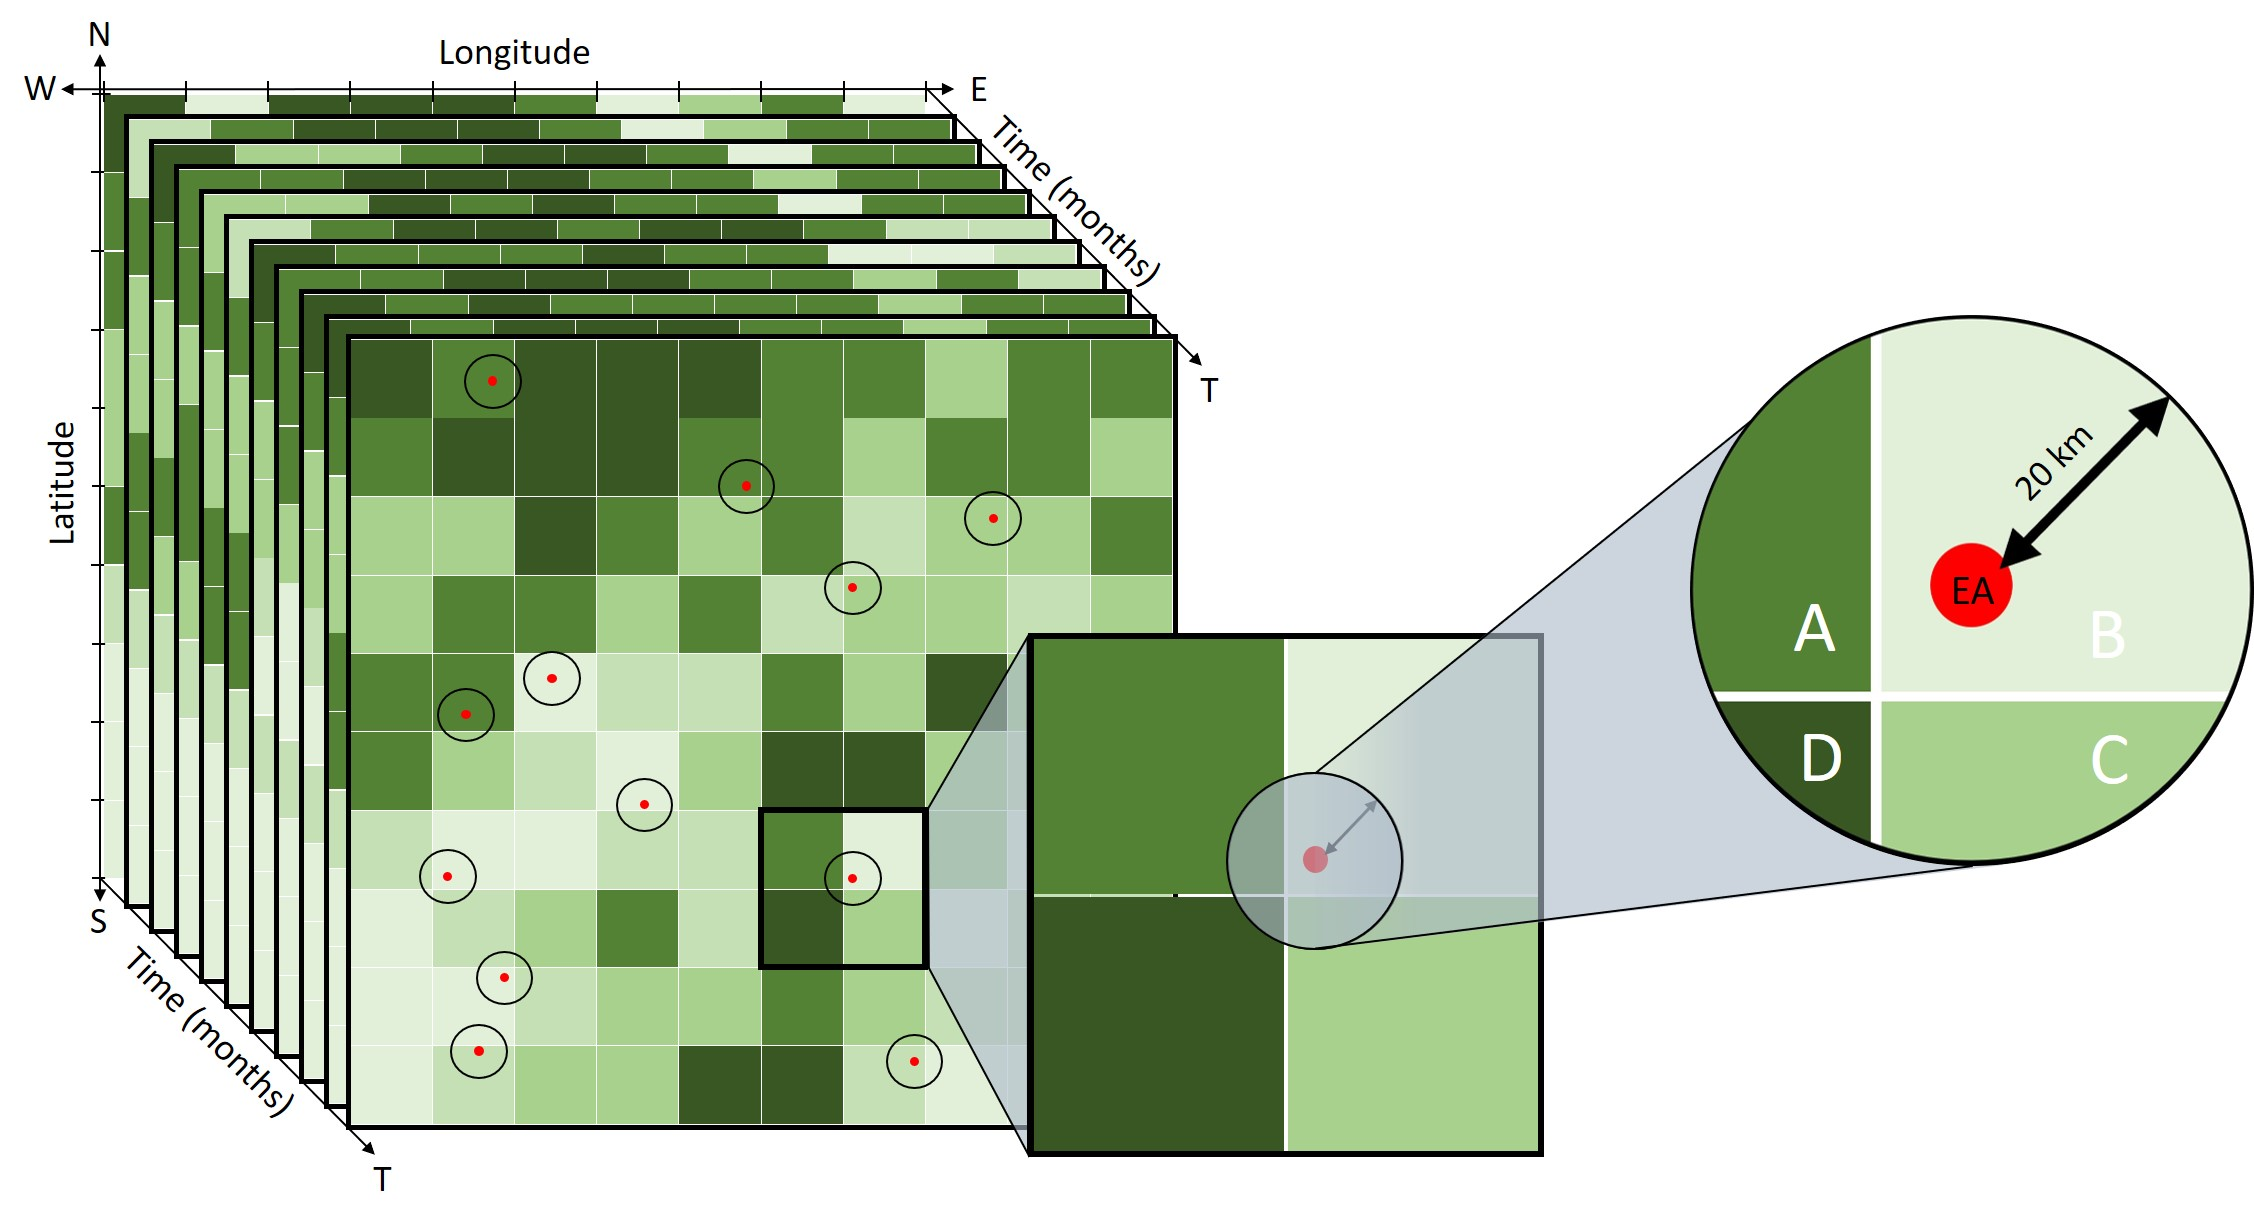 N
Longitude
W
E
Time (months)
T
Latitude
20 km
EA
A
B
D
C
S
Time (months)
T